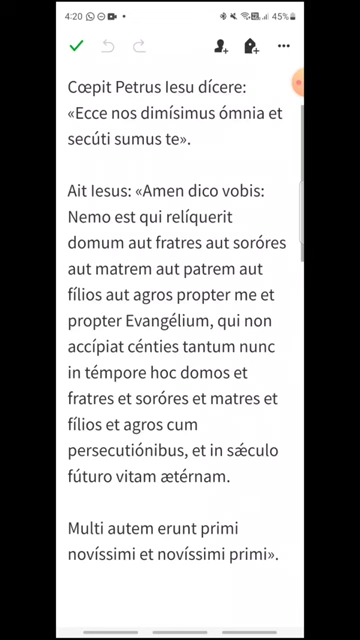 4:20
45%
Cœpit Petrus Iesu dícere:
«Ecce nos dimísimus ómnia et
secúti sumus te».
Ait Iesus: «Amen dico vobis:
Nemo est qui relíquerit
domum aut fratres aut soróres
aut matrem aut patrem aut
fílios aut agros propter me et
propter Evangélium, qui non
accípiat cénties tantum nunc
in témpore hoc domos et
fratres et soróres et matres et
fílios et agros cum
persecutiónibus, et in sǽculo
fúturo vitam ætérnam.
Multi autem erunt primi
novíssimi et novíssimi primi».